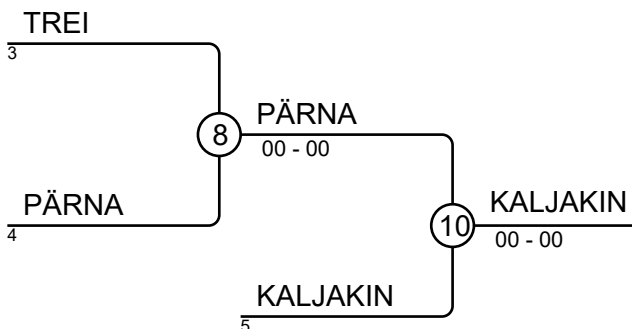 TREI
3
PÄRNA
8
00 - 00
PÄRNA
4
KALJAKIN
10
00 - 00
KALJAKIN
5